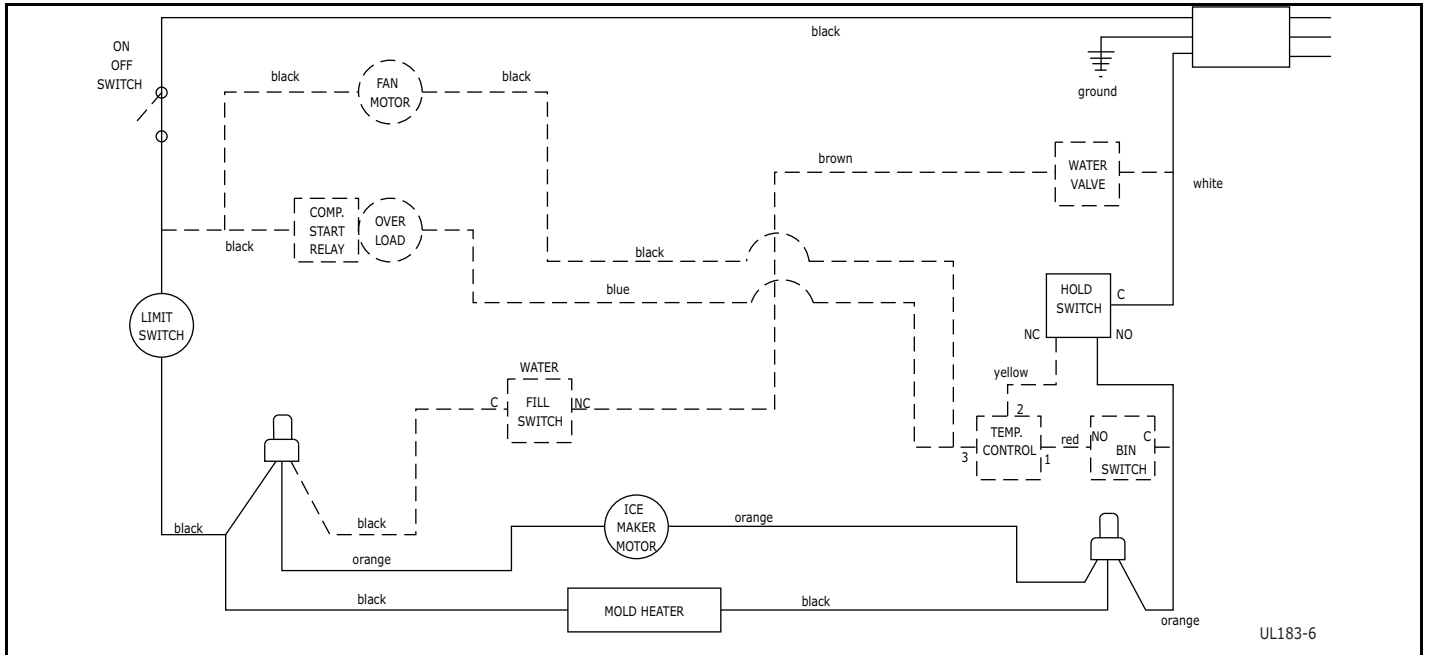 black
ON
OFF
SWITCH
black
FAN
MOTOR
black
ground
brown
WATER
VALVE
white
COMP.
START
RELAY
OVER
LOAD
black
black
blue
HOLD
SWITCH
C
NC
NO
LIMIT
SWITCH
yellow
2
WATER
C
FILL
SWITCH
NC
TEMP.
CONTROL
3
1
red
NO
C
BIN
SWITCH
black
black
orange
ICE
MAKER
MOTOR
orange
black
MOLD HEATER
black
orange
UL183-6